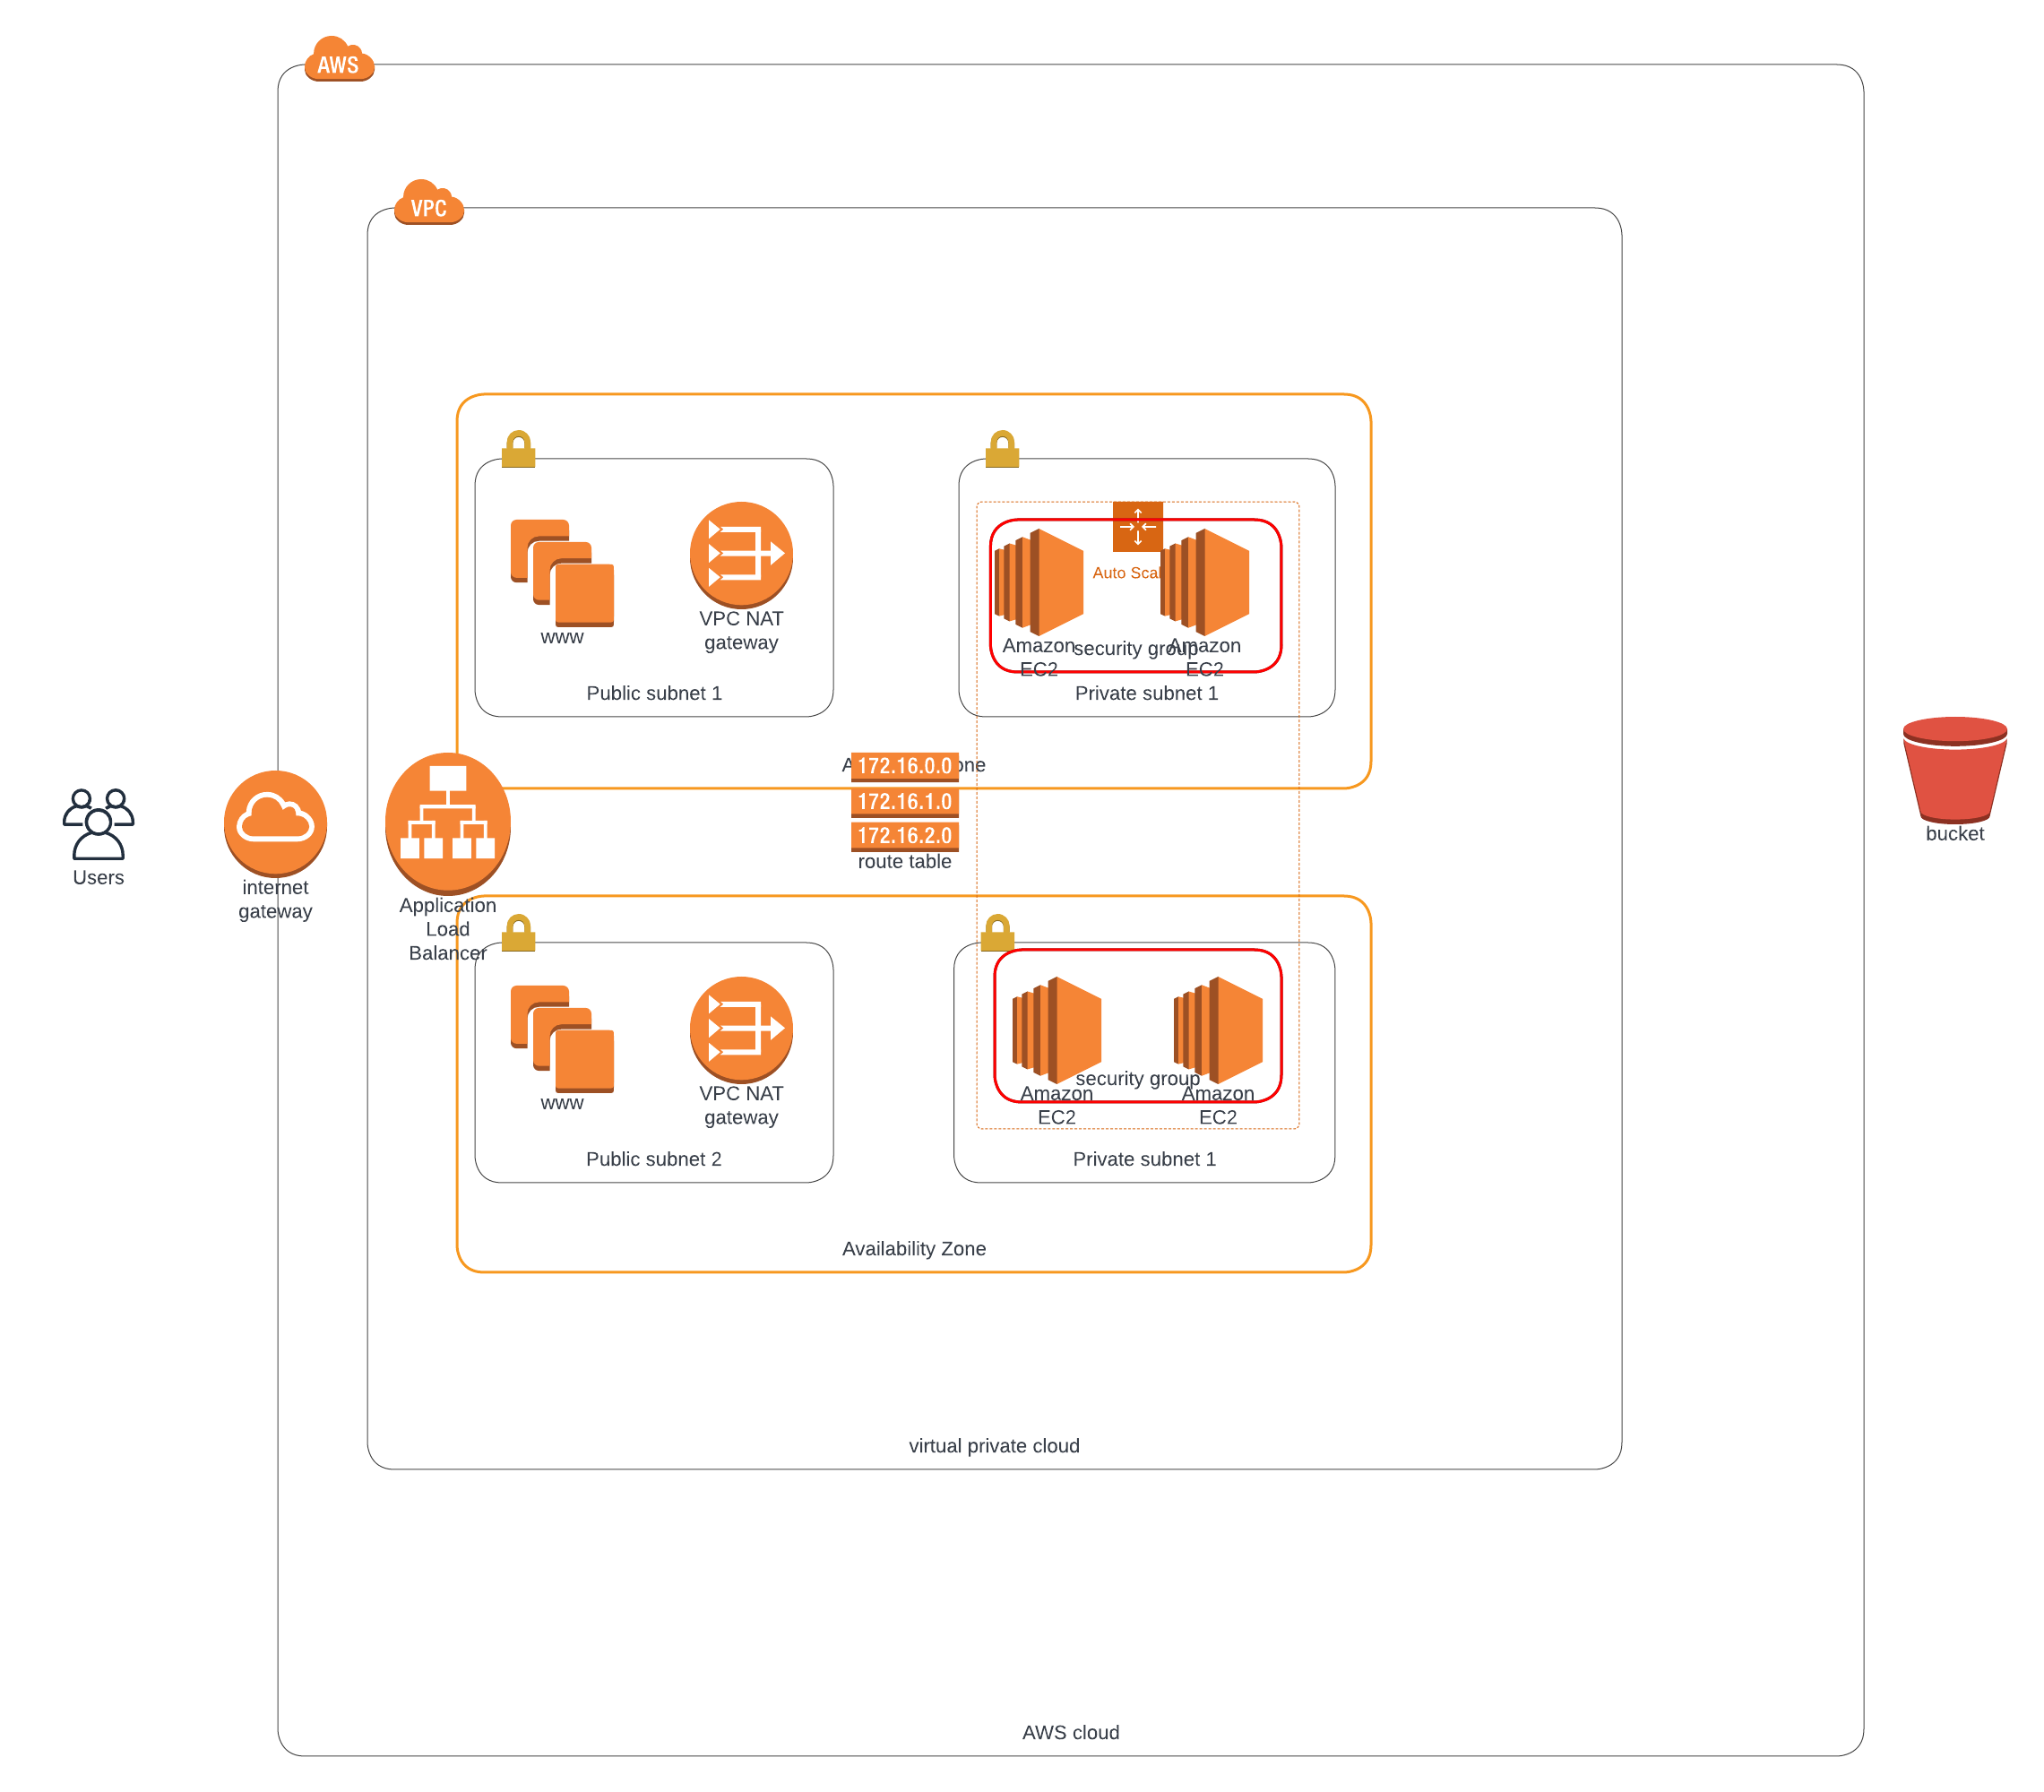 AWS
VPC
www
VPC NAT
gateway
Public subnet 1
Auto Scal
Amazon
EC2
security group
Amazon
EC2
Private subnet 1
172.16.0.0
172.16.1.0
172.16.2.0
route table
Users
internet
gateway
Application
Load
Balancer
bucket
www
VPC NAT
gateway
Public subnet 2
security group
Amazon
EC2
Amazon
EC2
Private subnet 1
Availability Zone
virtual private cloud
AWS cloud